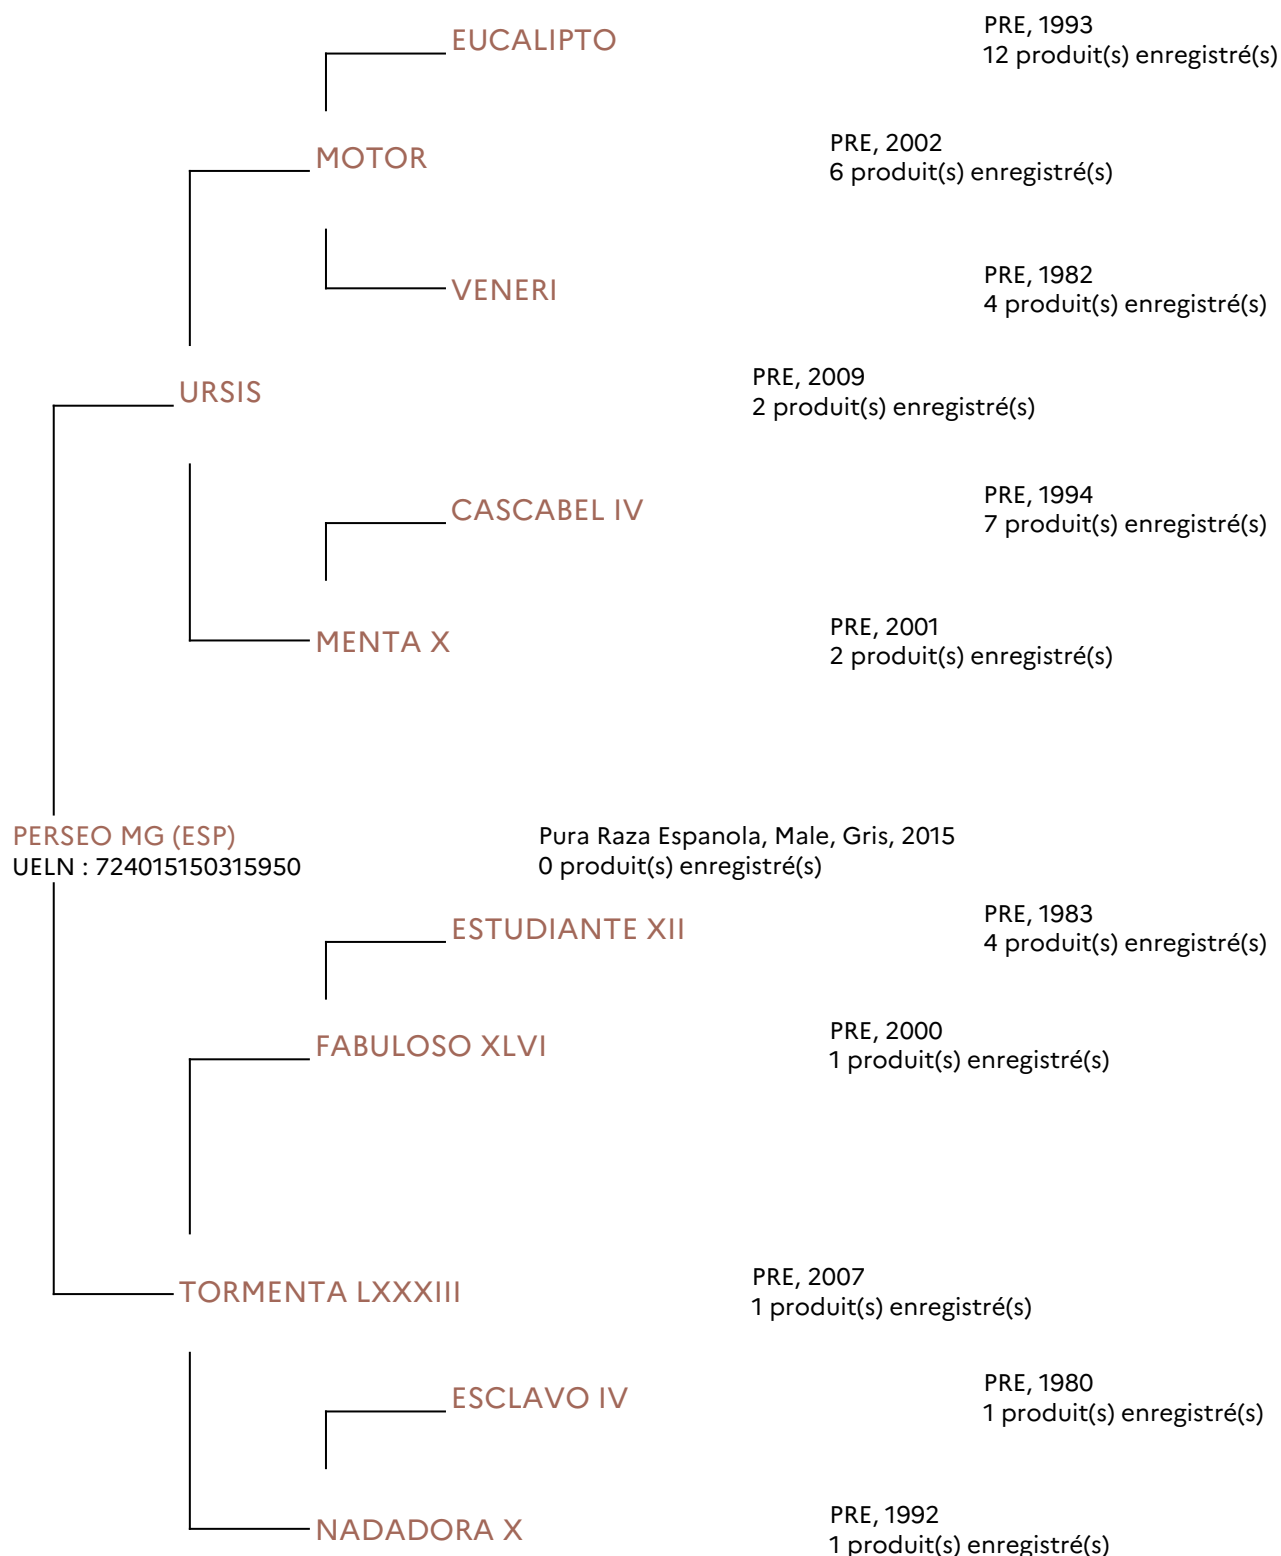 EUCALIPTO
PRE, 1993
12 produit(s) enregistré(s)
MOTOR
PRE, 2002
6 produit(s) enregistré(s)
VENERI
PRE, 1982
4 produit(s) enregistré(s)
URSIS
PRE, 2009
2 produit(s) enregistré(s)
CASCABEL IV
PRE, 1994
7 produit(s) enregistré(s)
MENTA X
PRE, 2001
2 produit(s) enregistré(s)
PERSEO MG (ESP)
UELN : 724015150315950
Pura Raza Espanola, Male, Gris, 2015
0 produit(s) enregistré(s)
ESTUDIANTE XII
PRE, 1983
4 produit(s) enregistré(s)
FABULOSO XLVI
PRE, 2000
1 produit(s) enregistré(s)
TORMENTA LXXXIII
PRE, 2007
1 produit(s) enregistré(s)
ESCLAVO IV
PRE, 1980
1 produit(s) enregistré(s)
NADADORA X
PRE, 1992
1 produit(s) enregistré(s)